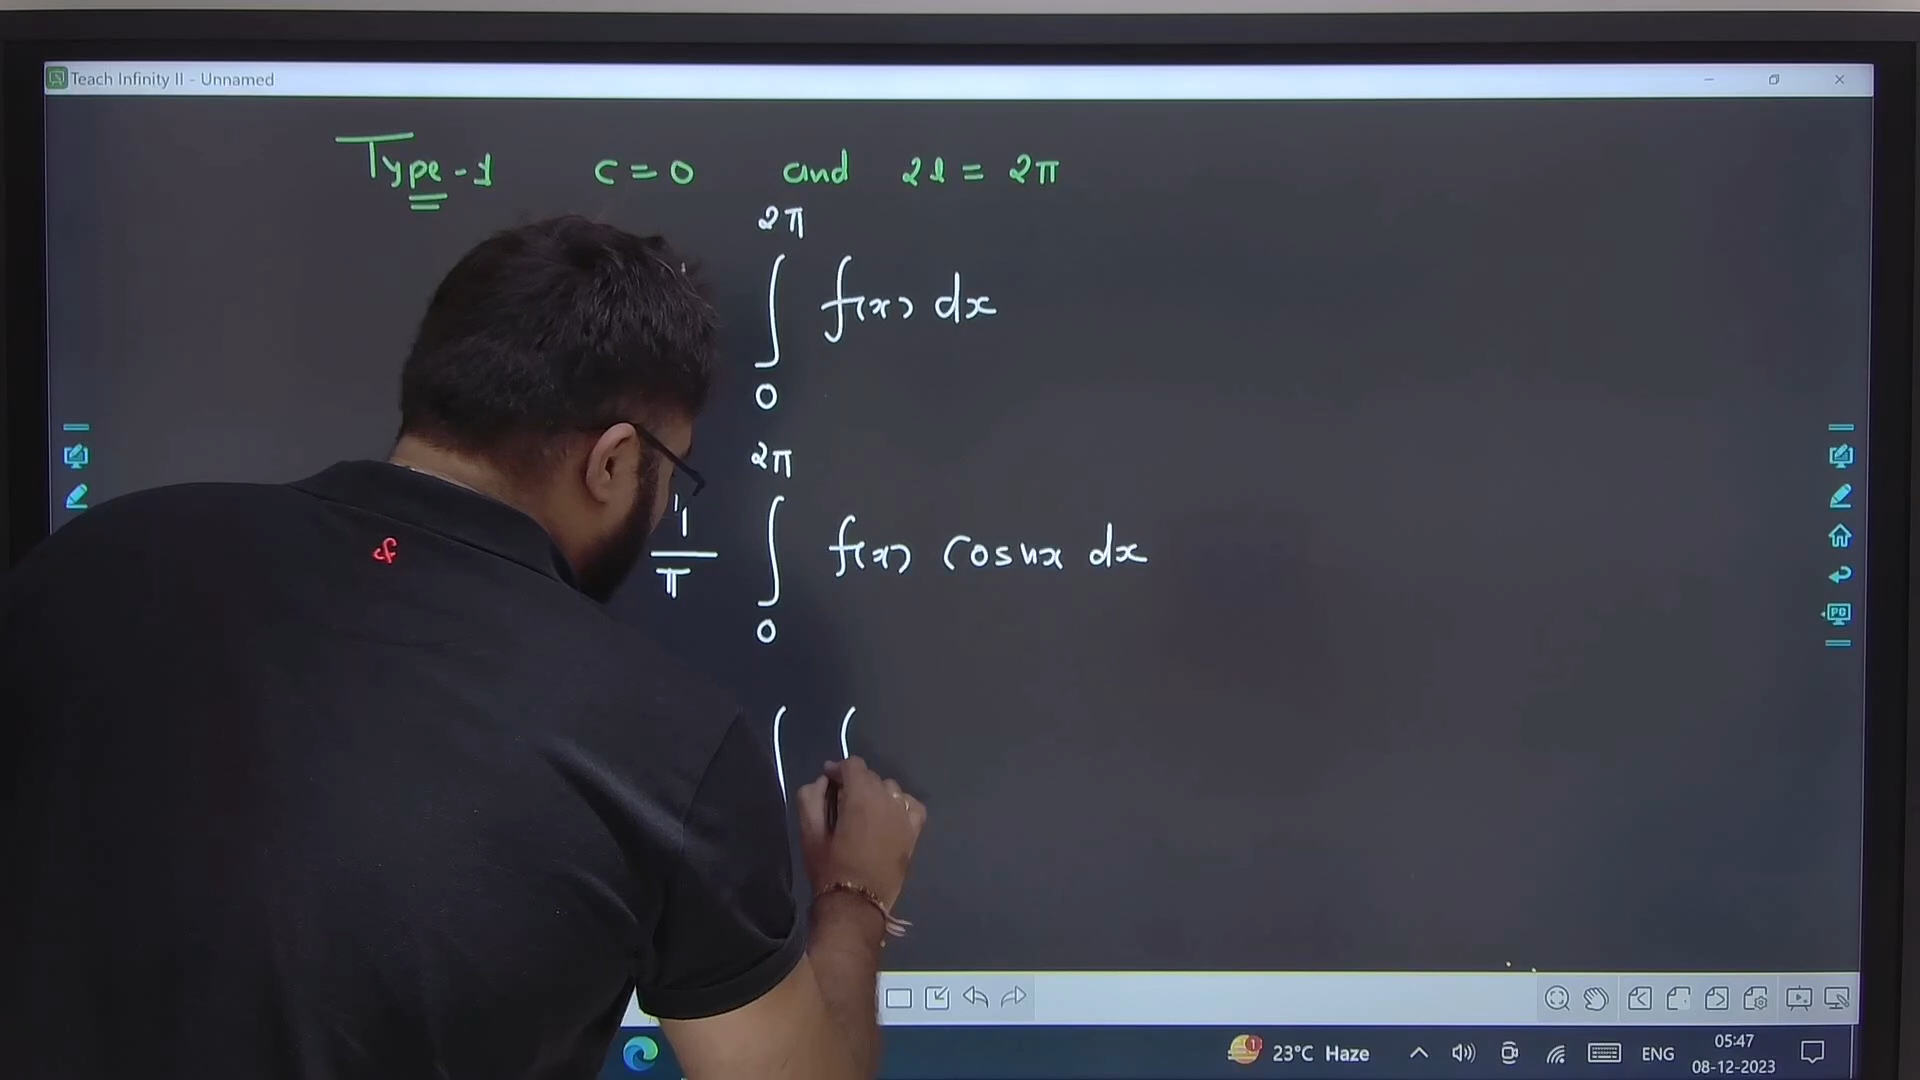 Teach Infinity II - Unnamed
Type-1 c = 0 and 2l = 2π
2π
∫ f(x) dx
0
2π
1/π ∫ f(x) cos nx dx
0
∫
PC
23°C Haze ENG 05:47
08-12-2023